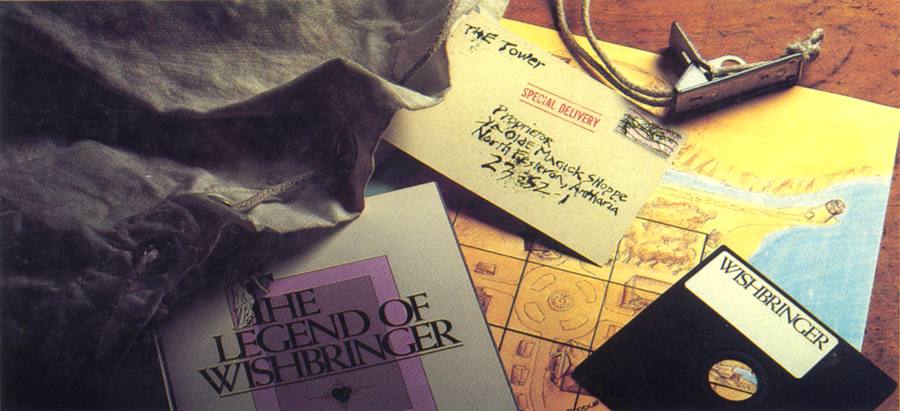 THE Tower
SPECIAL DELIVERY
Proprietor
Ye Olde Magick Shoppe
North Festeron, Antharia
THE
LEGEND OF
WISHBRINGER
WISHBRINGER